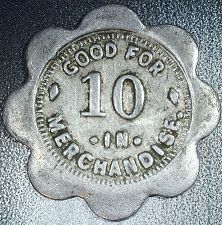 GOOD FOR
10
·IN·
MERCHANDISE.